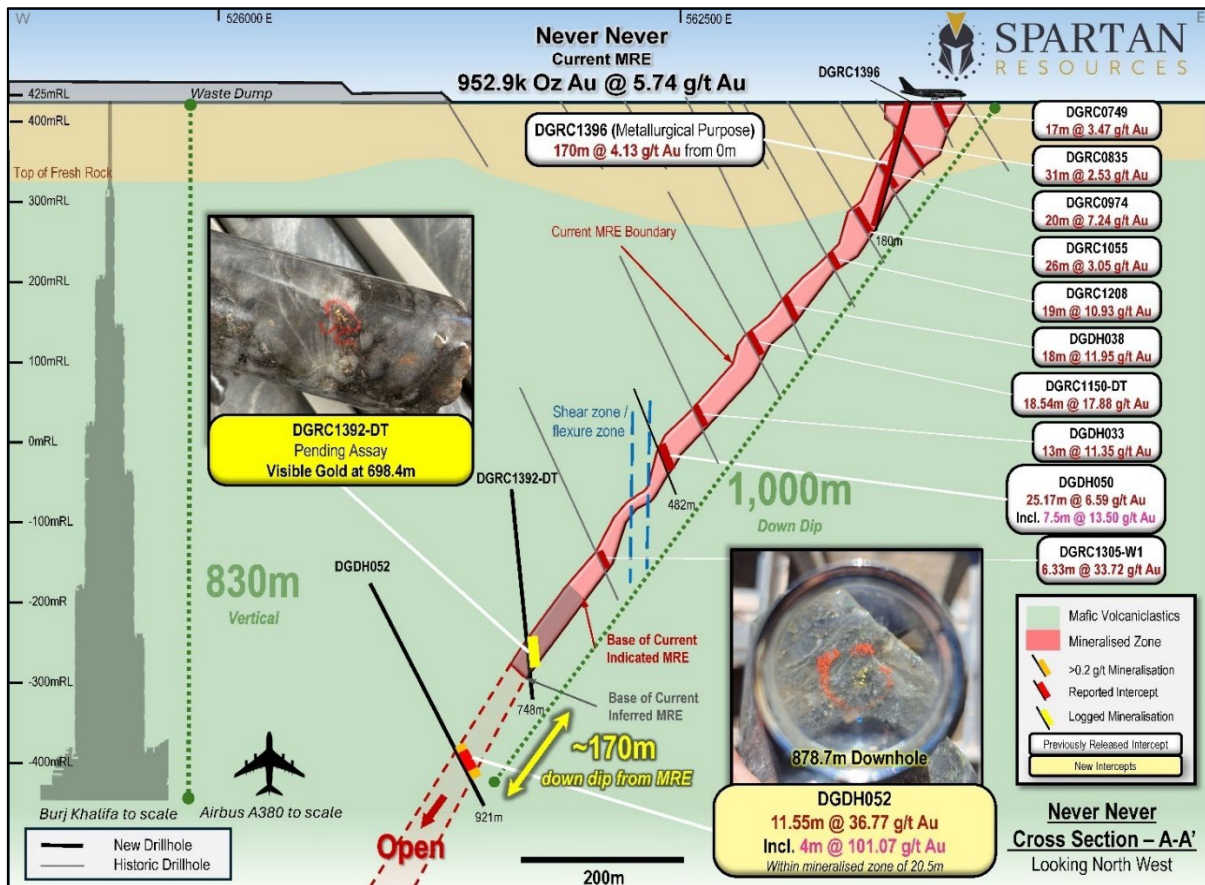 W
526000 E
562500 E
E
Never Never
Current MRE
952.9k Oz Au @ 5.74 g/t Au
SPARTAN
RESOURCES
DGRC1396
425mRL
Waste Dump
400mRL
Top of Fresh Rock
300mRL
200mRL
100mRL
0mRL
-100mRL
-200mR
-300mRL
-400mRL
DGRC1396 (Metallurgical Purpose)
170m @ 4.13 g/t Au from 0m
Current MRE Boundary
180m
DGRC0749
17m @ 3.47 g/t Au
DGRC0835
31m @ 2.53 g/t Au
DGRC0974
20m @ 7.24 g/t Au
DGRC1055
26m @ 3.05 g/t Au
DGRC1208
19m @ 10.93 g/t Au
DGDH038
18m @ 11.95 g/t Au
DGRC1150-DT
18.54m @ 17.88 g/t Au
DGDH033
13m @ 11.35 g/t Au
DGDH050
25.17m @ 6.59 g/t Au
Incl. 7.5m @ 13.50 g/t Au
DGRC1305-W1
6.33m @ 33.72 g/t Au
DGRC1392-DT
Pending Assay
Visible Gold at 698.4m
Shear zone /
flexure zone
DGRC1392-DT
482m
1,000m
Down Dip
DGDH052
830m
Vertical
Base of Current
Indicated MRE
Base of Current
Inferred MRE
748m
~170m
down dip from MRE
921m
Open
878.7m Downhole
DGDH052
11.55m @ 36.77 g/t Au
Incl. 4m @ 101.07 g/t Au
Within mineralised zone of 20.5m
Mafic Volcaniclastics
Mineralised Zone
>0.2 g/t Mineralisation
Reported Intercept
Logged Mineralisation
Previously Released Intercept
New Intercepts
Burj Khalifa to scale
Airbus A380 to scale
New Drillhole
Historic Drillhole
200m
Never Never
Cross Section – A-A'
Looking North West